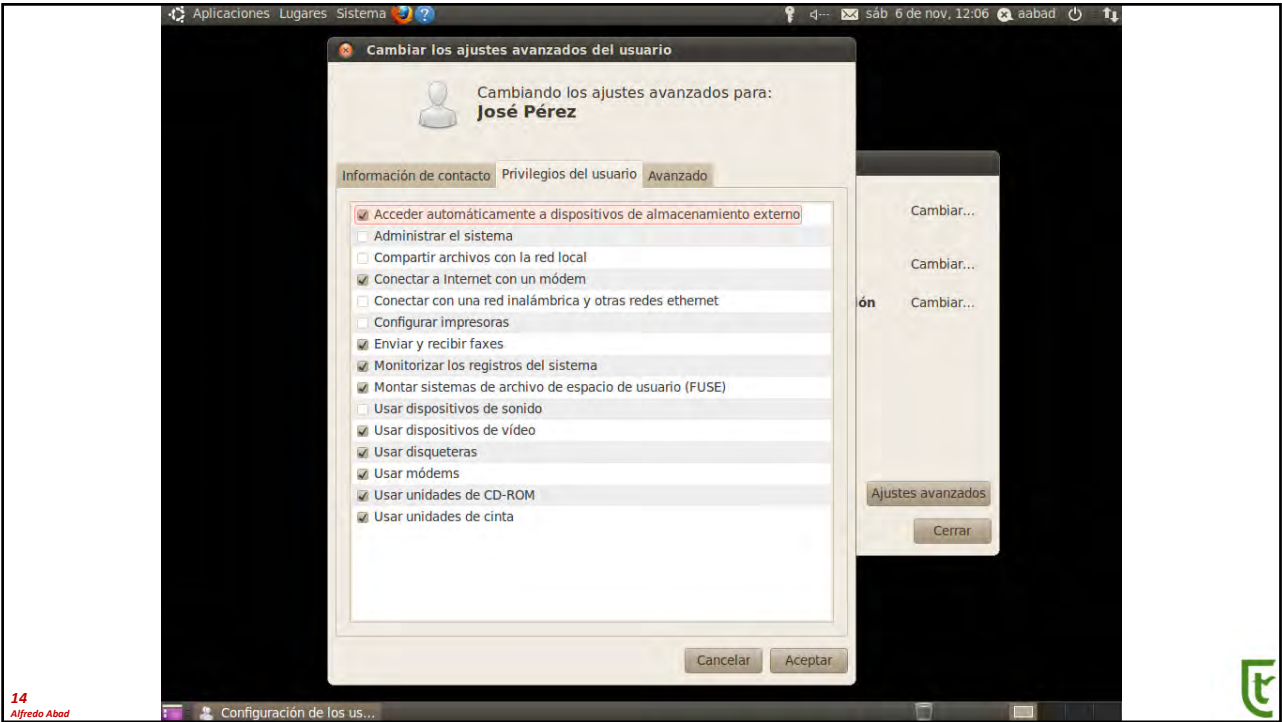 Aplicaciones Lugares Sistema ? sáb 6 de nov, 12:06 aabad
Cambiar los ajustes avanzados del usuario
Cambiando los ajustes avanzados para:
José Pérez
Información de contacto Privilegios del usuario Avanzado
Acceder automáticamente a dispositivos de almacenamiento externo
Administrar el sistema
Compartir archivos con la red local
Conectar a Internet con un módem
Conectar con una red inalámbrica y otras redes ethernet
Configurar impresoras
Enviar y recibir faxes
Monitorizar los registros del sistema
Montar sistemas de archivo de espacio de usuario (FUSE)
Usar dispositivos de sonido
Usar dispositivos de vídeo
Usar disqueteras
Usar módems
Usar unidades de CD-ROM
Usar unidades de cinta
Cancelar Aceptar
Cambiar...
Cambiar...
ión Cambiar...
Ajustes avanzados
Cerrar
Configuración de los us...
14
Alfredo Abad